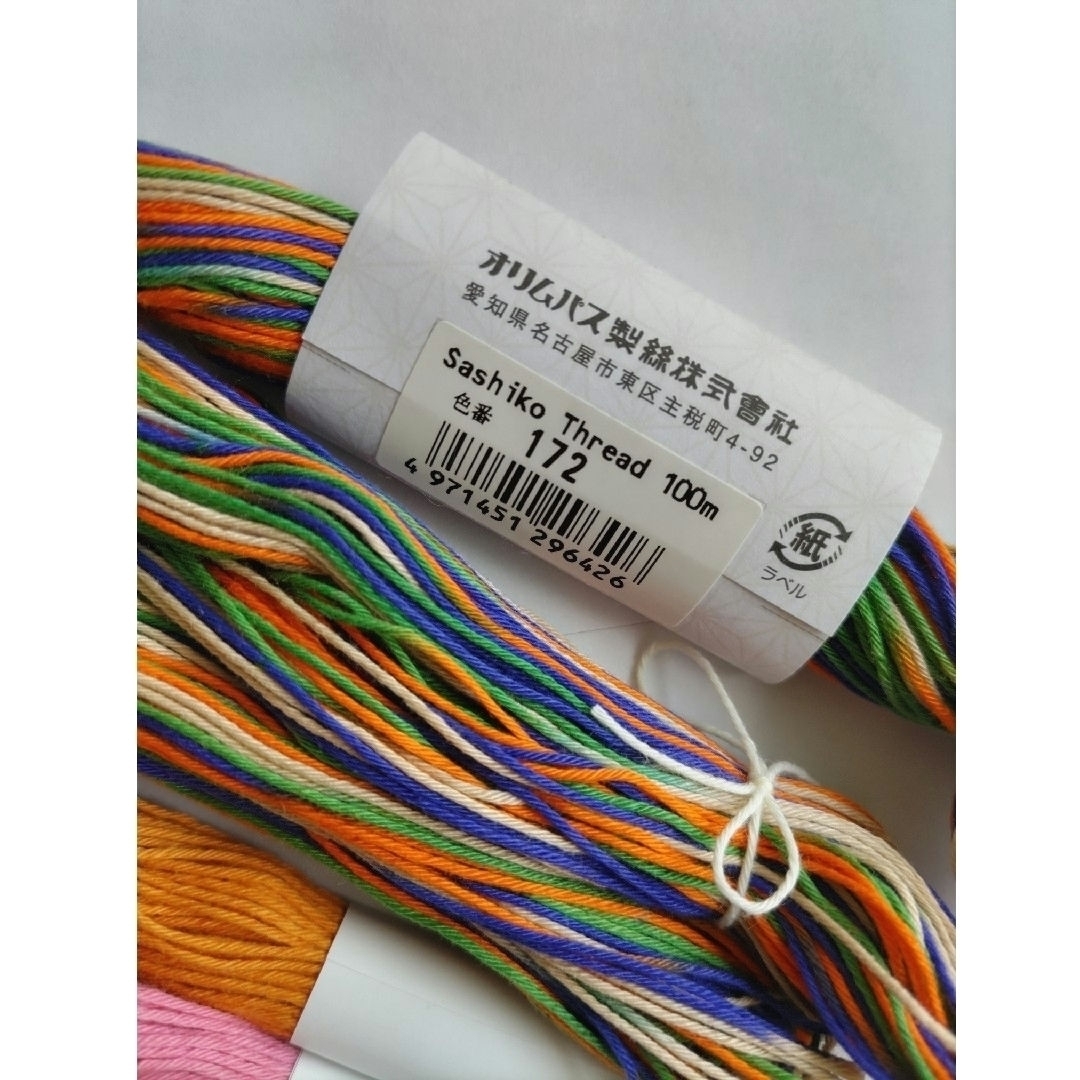 オリムパス製絲株式會社
愛知県名古屋市東区主税町4-92
Sashiko Thread 100m
色番 172
4 971451 296426
紙
ラベル